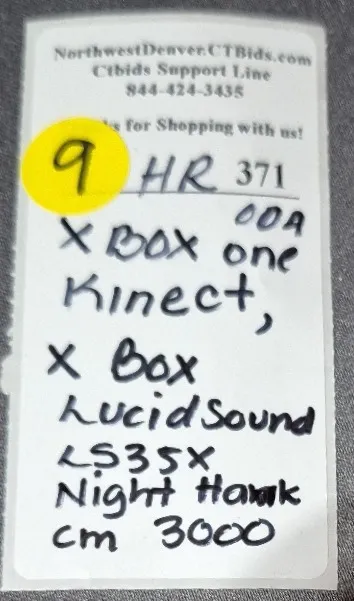 NorthwestDenver.CTBids.com
Ctbids Support Line
844-424-3435
for Shopping with us!
9 HR 371
OOA
X BOX one
Kinect,
X Box
LucidSound
LS35X
Night Hawk
cm 3000